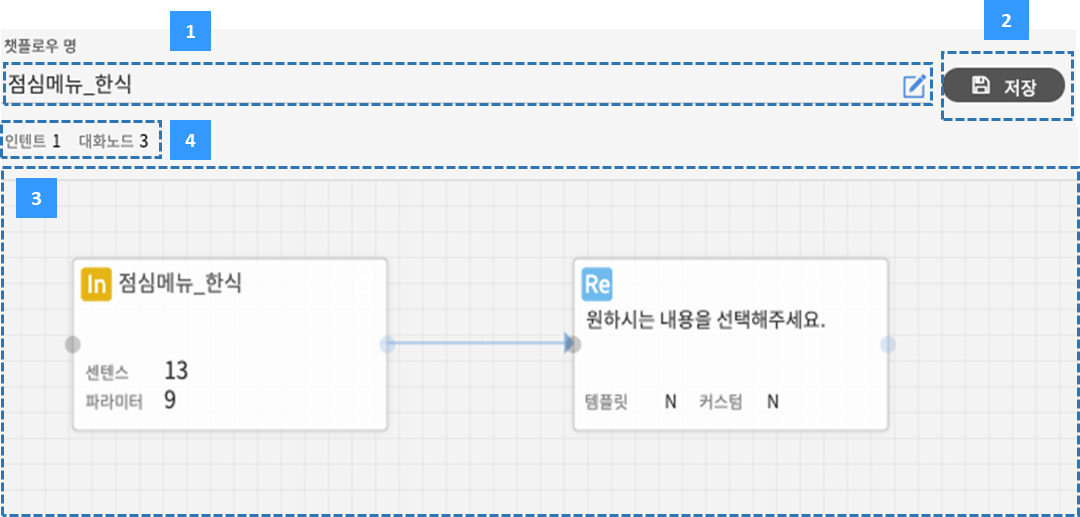 1
2
챗플로우 명
점심메뉴_한식
저장
인텐트 1 대화노드 3
4
3
In 점심메뉴_한식
센텐스 13
파라미터 9
Re
원하시는 내용을 선택해주세요.
템플릿 N 커스텀 N